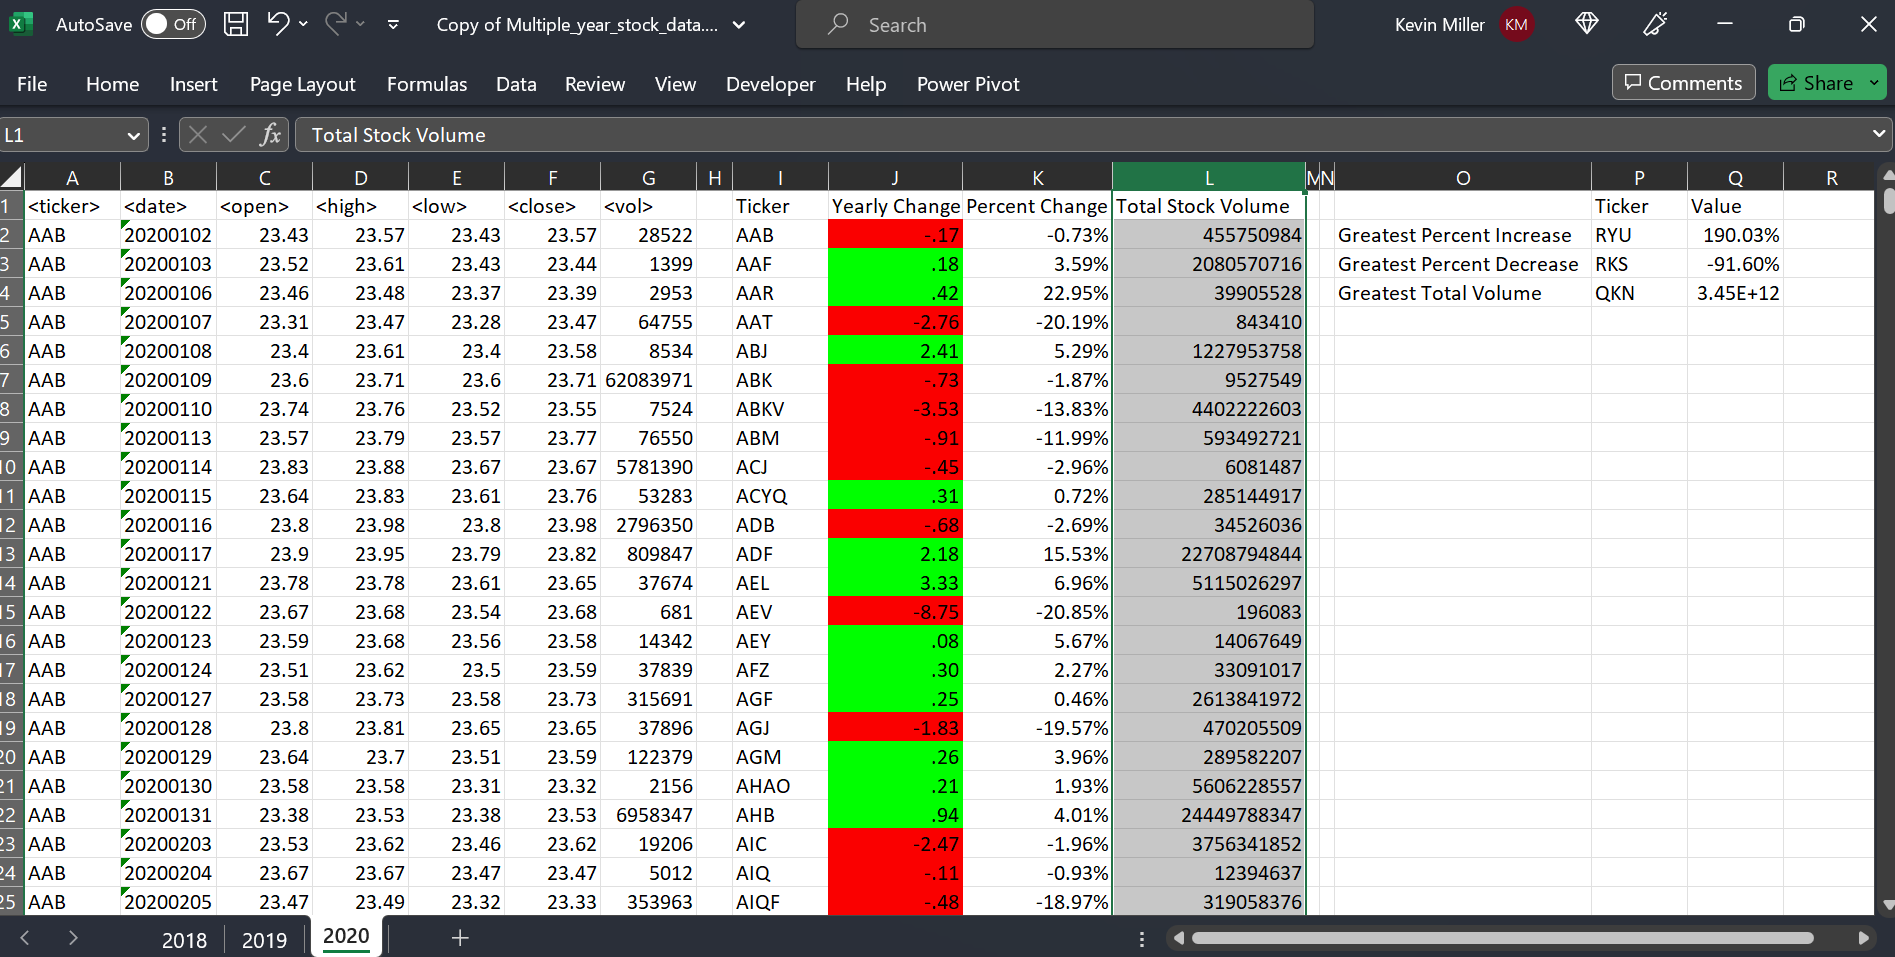 AutoSave Off Copy of Multiple_year_stock_data.... Search Kevin Miller KM
File Home Insert Page Layout Formulas Data Review View Developer Help Power Pivot Comments Share
L1 fx Total Stock Volume
A B C D E F G H I J K L M N O P Q R
1 <ticker> <date> <open> <high> <low> <close> <vol> Ticker Yearly Change Percent Change Total Stock Volume Ticker Value
2 AAB 20200102 23.43 23.57 23.43 23.57 28522 AAB -.17 -0.73% 455750984 Greatest Percent Increase RYU 190.03%
3 AAB 20200103 23.52 23.61 23.43 23.44 1399 AAF .18 3.59% 2080570716 Greatest Percent Decrease RKS -91.60%
4 AAB 20200106 23.46 23.48 23.37 23.39 2953 AAR .42 22.95% 39905528 Greatest Total Volume QKN 3.45E+12
5 AAB 20200107 23.31 23.47 23.28 23.47 64755 AAT -2.76 -20.19% 843410
6 AAB 20200108 23.4 23.61 23.4 23.58 8534 ABJ 2.41 5.29% 1227953758
7 AAB 20200109 23.6 23.71 23.6 23.71 62083971 ABK -.73 -1.87% 9527549
8 AAB 20200110 23.74 23.76 23.52 23.55 7524 ABKV -3.53 -13.83% 4402222603
9 AAB 20200113 23.57 23.79 23.57 23.77 76550 ABM -.91 -11.99% 593492721
10 AAB 20200114 23.83 23.88 23.67 23.67 5781390 ACJ -.45 -2.96% 6081487
11 AAB 20200115 23.64 23.83 23.61 23.76 53283 ACYQ .31 0.72% 285144917
12 AAB 20200116 23.8 23.98 23.8 23.98 2796350 ADB -.68 -2.69% 34526036
13 AAB 20200117 23.9 23.95 23.79 23.82 809847 ADF 2.18 15.53% 22708794844
14 AAB 20200121 23.78 23.78 23.61 23.65 37674 AEL 3.33 6.96% 5115026297
15 AAB 20200122 23.67 23.68 23.54 23.68 681 AEV -8.75 -20.85% 196083
16 AAB 20200123 23.59 23.68 23.56 23.58 14342 AEY .08 5.67% 14067649
17 AAB 20200124 23.51 23.62 23.5 23.59 37839 AFZ .30 2.27% 33091017
18 AAB 20200127 23.58 23.73 23.58 23.73 315691 AGF .25 0.46% 2613841972
19 AAB 20200128 23.8 23.81 23.65 23.65 37896 AGJ -1.83 -19.57% 470205509
20 AAB 20200129 23.64 23.7 23.51 23.59 122379 AGM .26 3.96% 289582207
21 AAB 20200130 23.58 23.58 23.31 23.32 2156 AHAO .21 1.93% 5606228557
22 AAB 20200131 23.38 23.53 23.38 23.53 6958347 AHB .94 4.01% 24449788347
23 AAB 20200203 23.53 23.62 23.46 23.62 19206 AIC -2.47 -1.96% 3756341852
24 AAB 20200204 23.67 23.67 23.47 23.47 5012 AIQ -.11 -0.93% 12394637
25 AAB 20200205 23.47 23.49 23.32 23.33 353963 AIQF -.48 -18.97% 319058376
2018 2019 2020